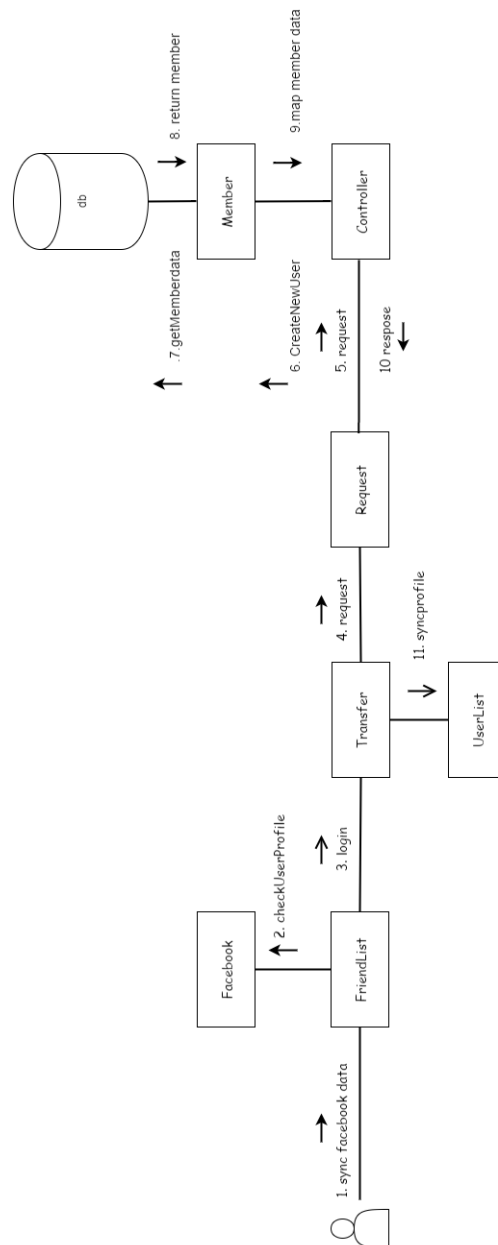 1. sync facebook data
FriendList
2. checkUserProfile
Facebook
3. login
Transfer
11. syncprofile
UserList
4. request
Request
5. request
10 respose
Controller
6. CreateNewUser
9.map member data
Member
.7.getMemberdata
8. return member
db